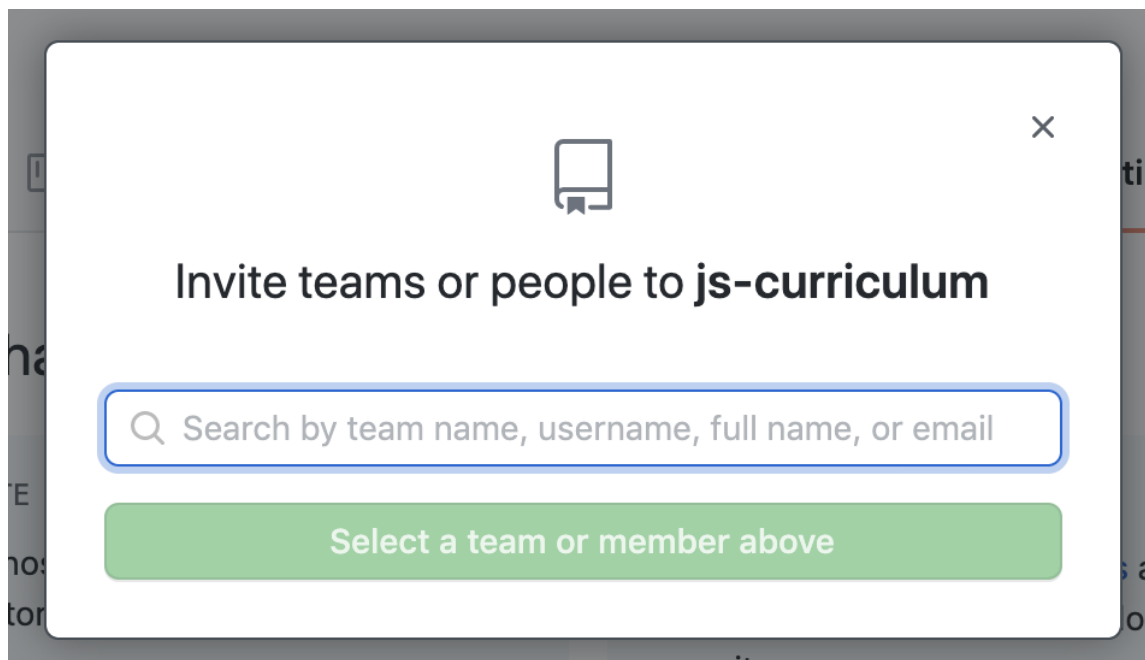 Invite teams or people to js-curriculum
Search by team name, username, full name, or email
Select a team or member above